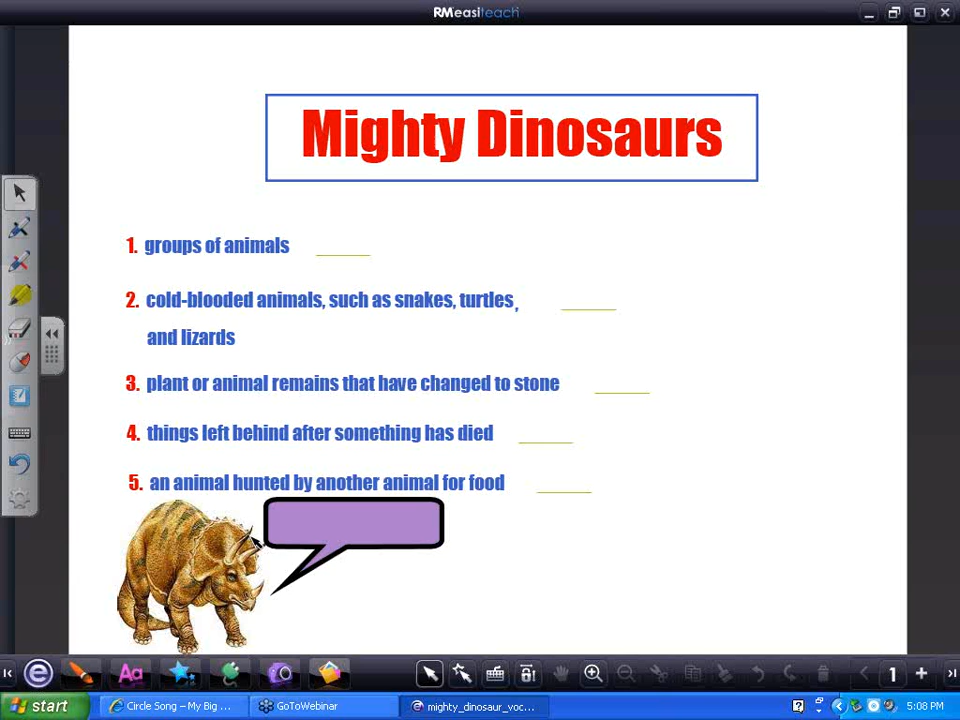 RMeasiteach
Mighty Dinosaurs
1. groups of animals
2. cold-blooded animals, such as snakes, turtles,
and lizards
3. plant or animal remains that have changed to stone
4. things left behind after something has died
5. an animal hunted by another animal for food
e Aa 1 +
start Circle Song – My Big ... GoToWebinar mighty_dinosaur_voc... ? 5:08 PM